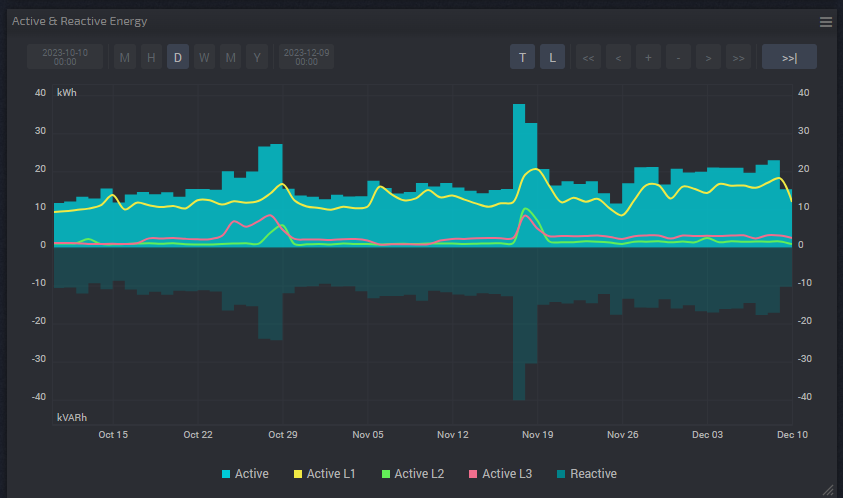 Active & Reactive Energy
2023-10-10
00:00
M H D W M Y
2023-12-09
00:00
T L << < + - > >> >>|
40 kWh 40
30 30
20 20
10 10
0 0
-10 -10
-20 -20
-30 -30
-40 -40
kVARh
Oct 15 Oct 22 Oct 29 Nov 05 Nov 12 Nov 19 Nov 26 Dec 03 Dec 10
Active Active L1 Active L2 Active L3 Reactive